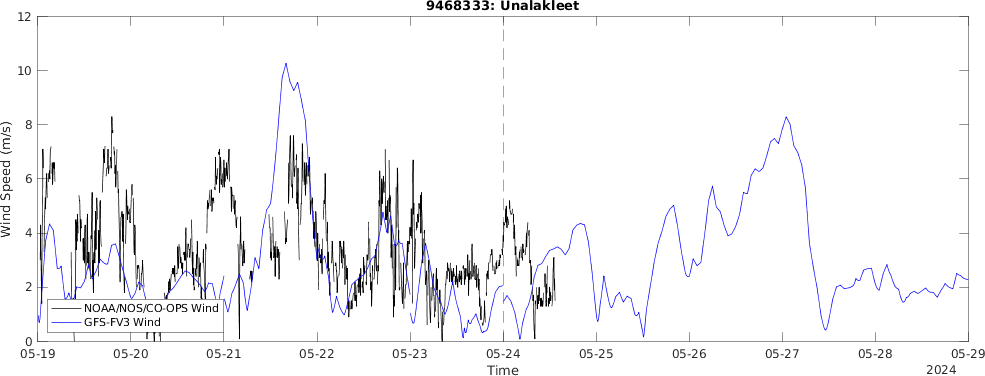 9468333: Unalakleet
12
10
8
6
4
2
0
Wind Speed (m/s)
NOAA/NOS/CO-OPS Wind
GFS-FV3 Wind
05-19 05-20 05-21 05-22 05-23 05-24 05-25 05-26 05-27 05-28 05-29
Time
2024